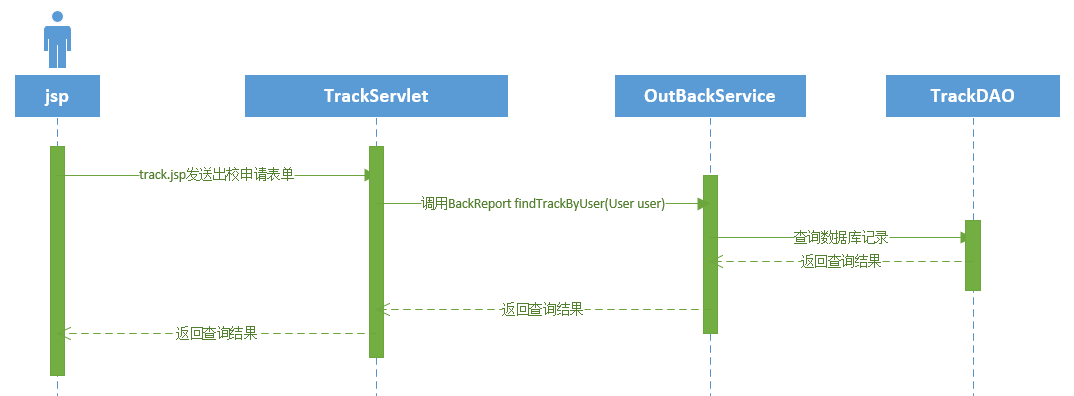 jsp
TrackServlet
OutBackService
TrackDAO
track.jsp发送出校申请表单
调用BackReport findTrackByUser(User user)
查询数据库记录
返回查询结果
返回查询结果
返回查询结果